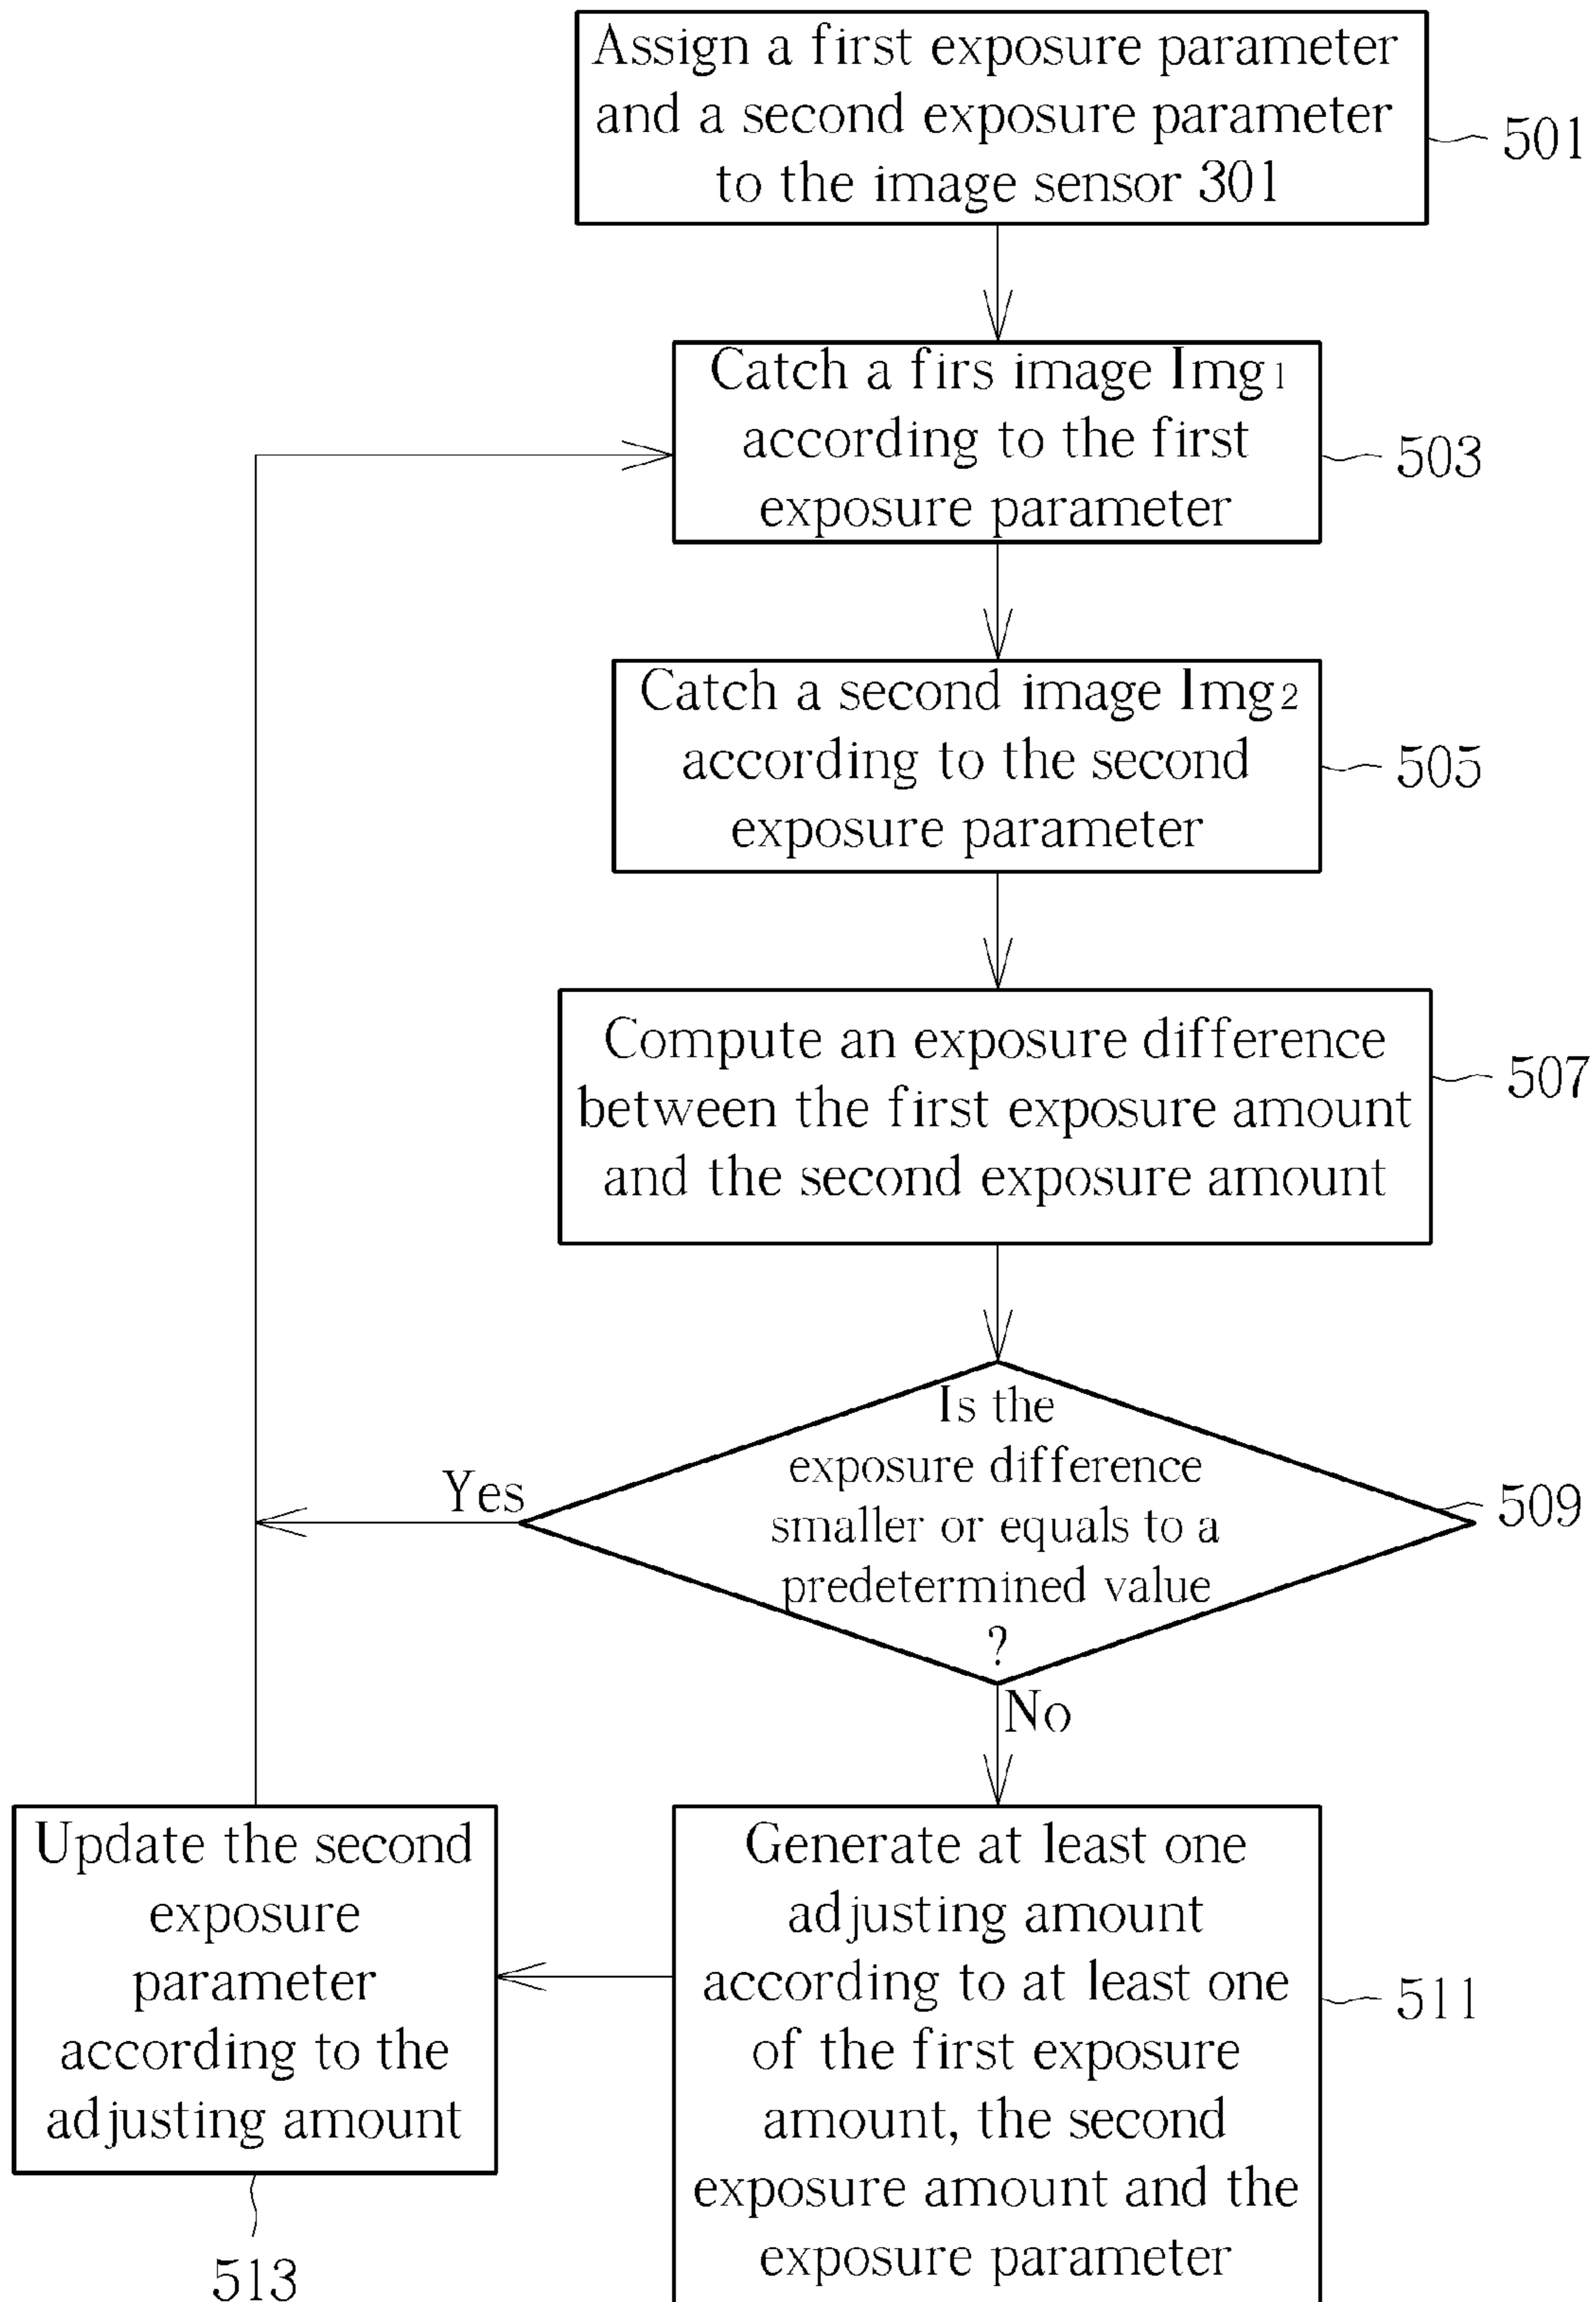 Assign a first exposure parameter
and a second exposure parameter
to the image sensor 301
501
Catch a firs image Img1
according to the first
exposure parameter
503
Catch a second image Img2
according to the second
exposure parameter
505
Compute an exposure difference
between the first exposure amount
and the second exposure amount
507
Is the
exposure difference
smaller or equals to a
predetermined value
?
509
Yes
No
Generate at least one
adjusting amount
according to at least one
of the first exposure
amount, the second
exposure amount and the
exposure parameter
511
Update the second
exposure
parameter
according to the
adjusting amount
513